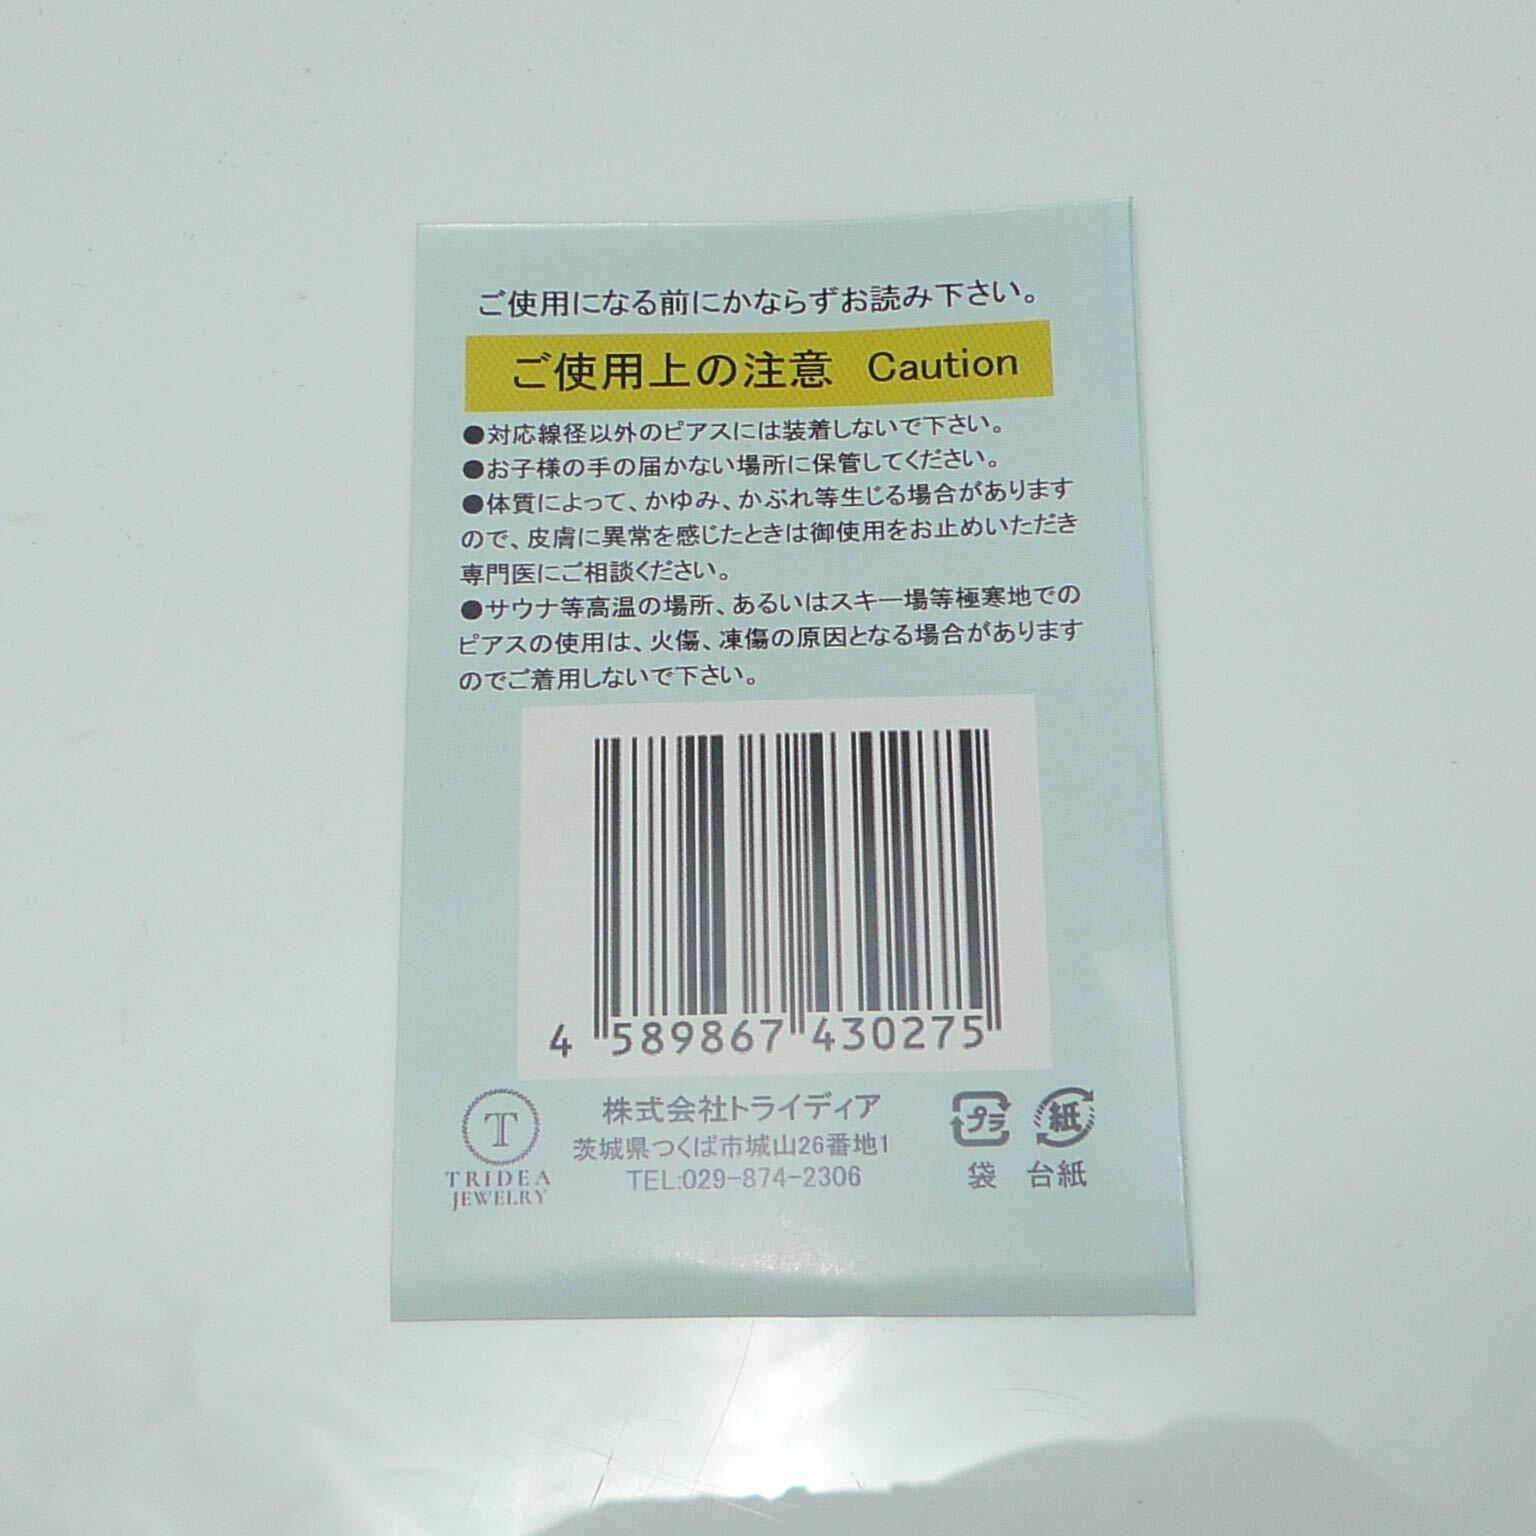 ご使用になる前にかならずお読み下さい。
ご使用上の注意 Caution
●対応線径以外のピアスには装着しないで下さい。
●お子様の手の届かない場所に保管してください。
●体質によって、かゆみ、かぶれ等生じる場合があります
ので、皮膚に異常を感じたときは御使用をお止めいただき
専門医にご相談ください。
●サウナ等高温の場所、あるいはスキー場等極寒地での
ピアスの使用は、火傷、凍傷の原因となる場合があります
のでご着用しないで下さい。
4 589867 430275
T
TRIDEA
JEWELRY
株式会社トライディア
茨城県つくば市城山26番地1
TEL:029-874-2306
プラ
袋
紙
台紙